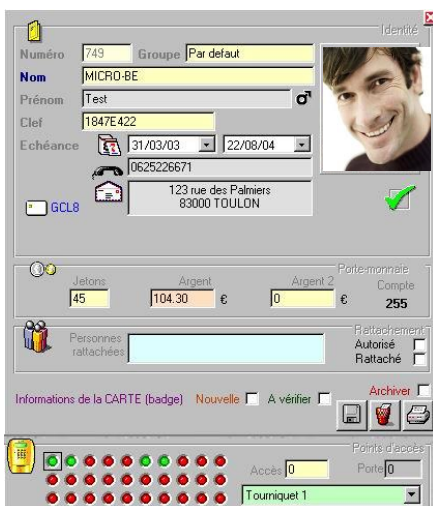 Identité
Numéro 749 Groupe Par defaut
Nom MICRO-BE
Prénom Test
Clef 1847E422
Echéance 31/03/03 22/08/04
0625226671
123 rue des Palmiers
83000 TOULON
GCL8
Porte-monnaie
Jetons Argent Argent 2 Compte
45 104.30 € 0 € 255
Rattachement
Personnes rattachées
Autorisé
Rattaché
Archiver
Informations de la CARTE (badge) Nouvelle A vérifier
Points d'accès
Accès 0 Porte 0
Tourniquet 1